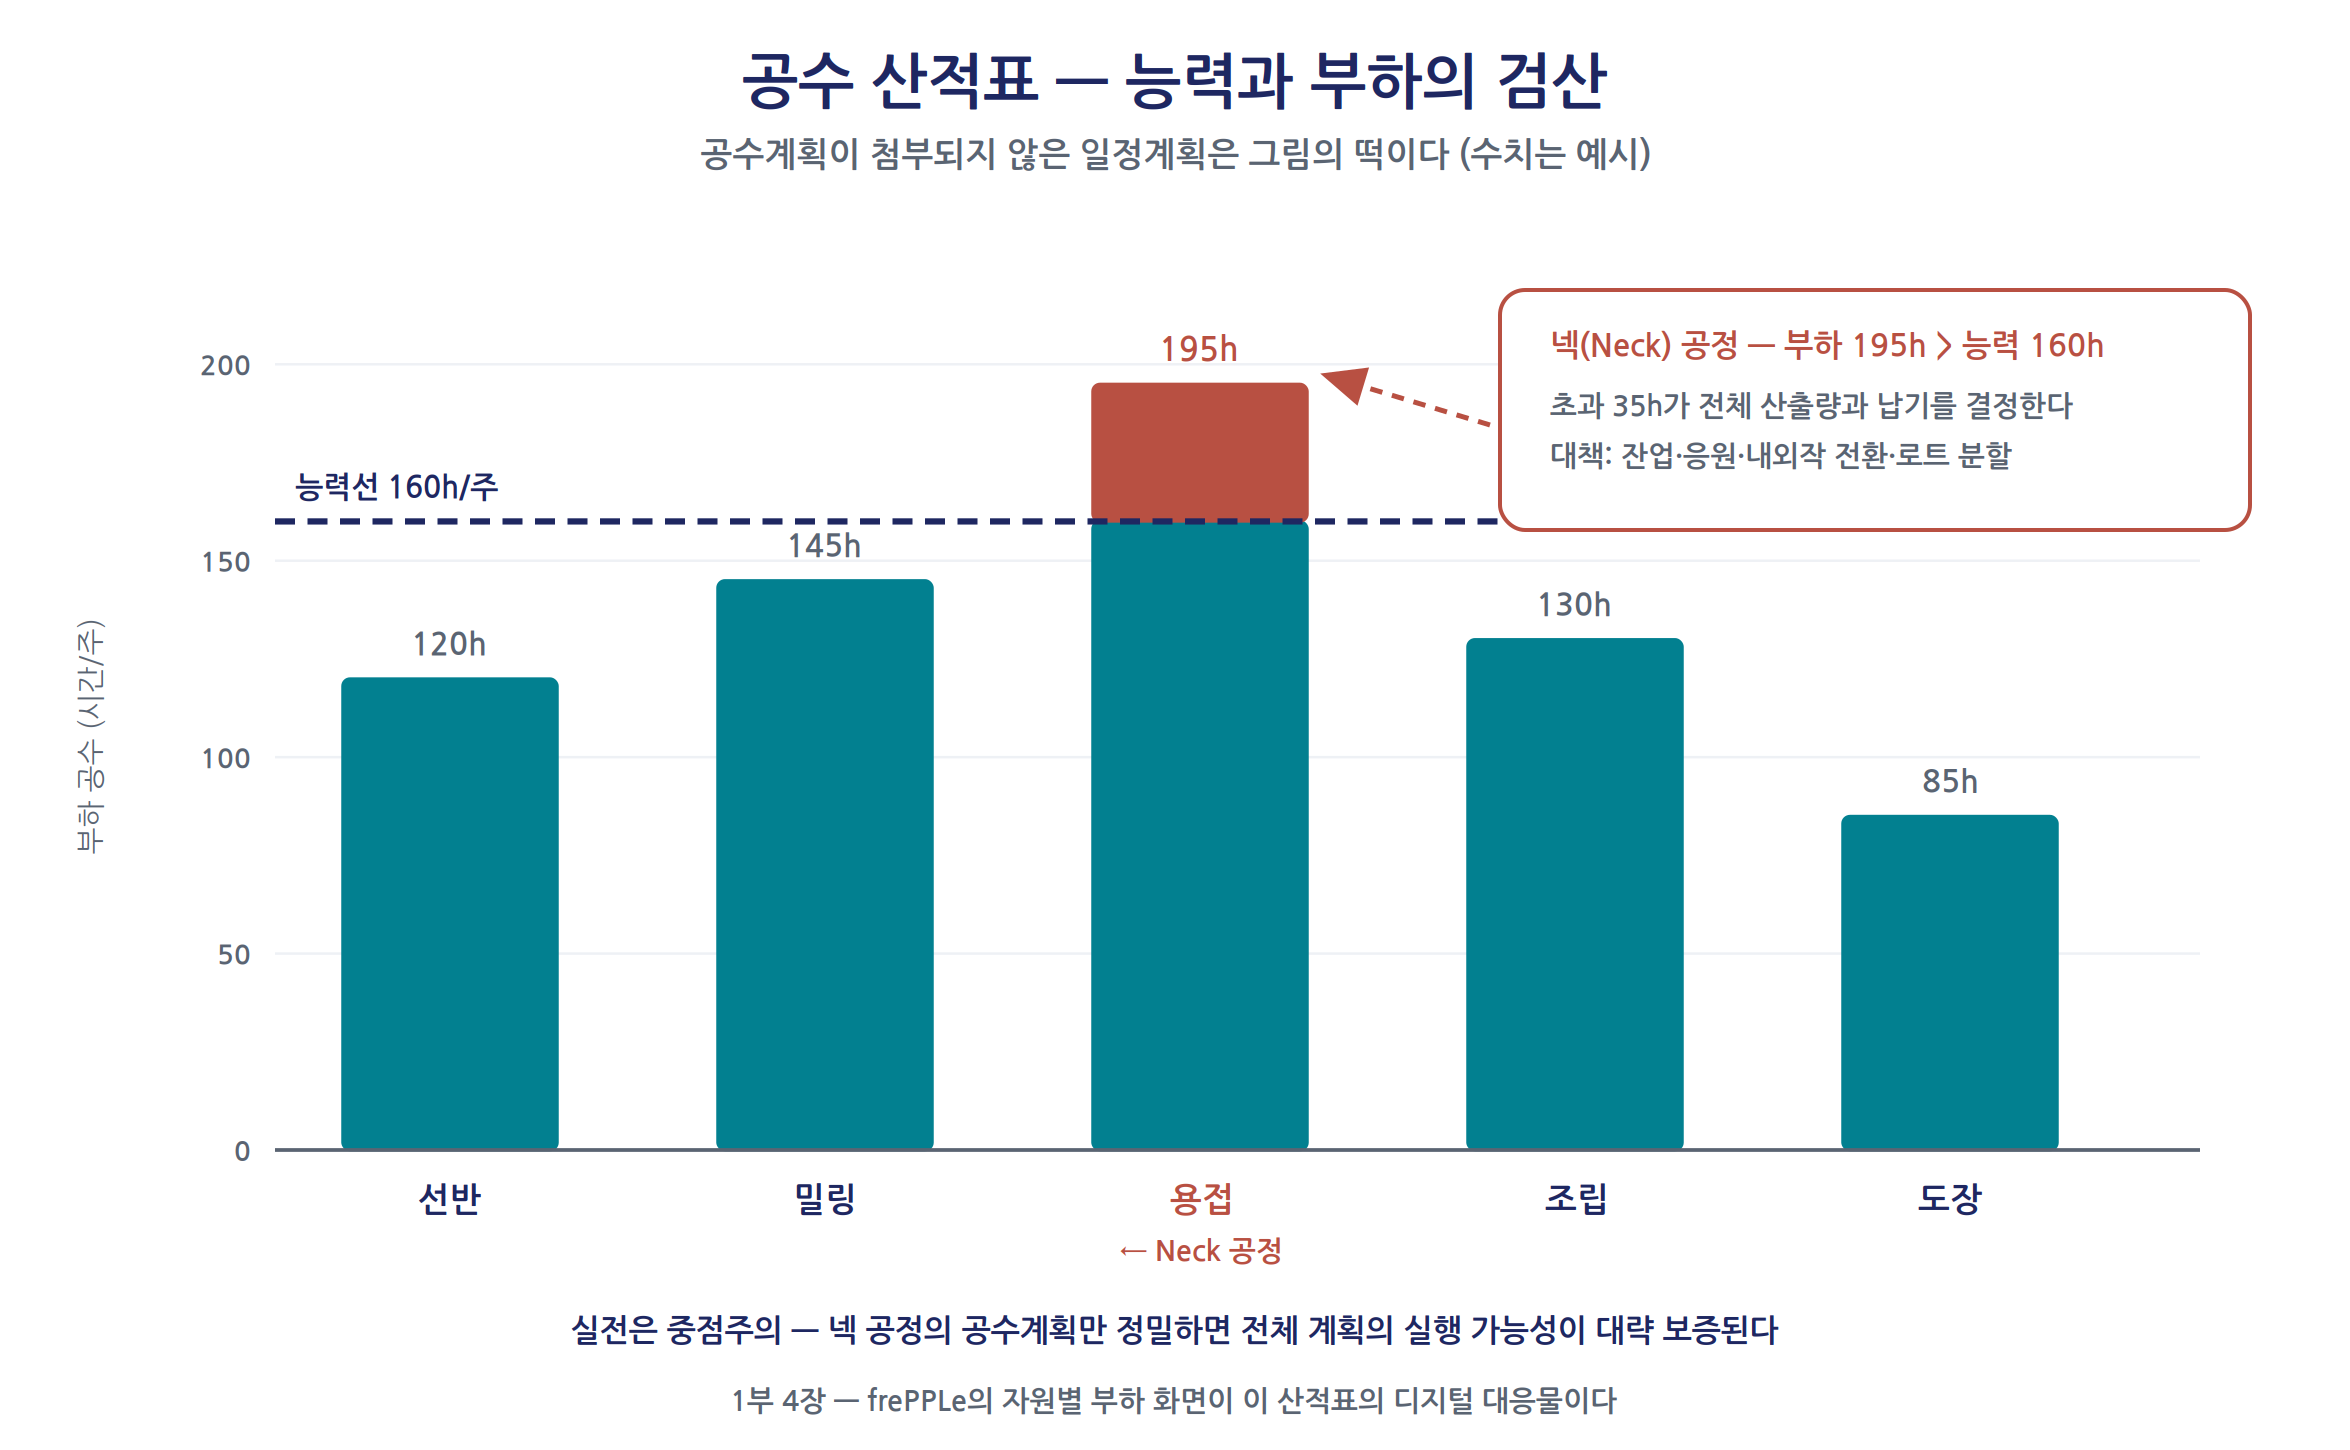 공수 산적표 — 능력과 부하의 검산
공수계획이 첨부되지 않은 일정계획은 그림의 떡이다 (수치는 예시)
넥(Neck) 공정 — 부하 195h > 능력 160h
초과 35h가 전체 산출량과 납기를 결정한다
대책: 잔업·응원·내외작 전환·로트 분할
부하 공수 (시간/주)
200
150
100
50
0
능력선 160h/주
120h
145h
195h
130h
85h
선반
밀링
용접
조립
도장
← Neck 공정
실전은 중점주의 — 넥 공정의 공수계획만 정밀하면 전체 계획의 실행 가능성이 대략 보증된다
1부 4장 — frePPLe의 자원별 부하 화면이 이 산적표의 디지털 대응물이다